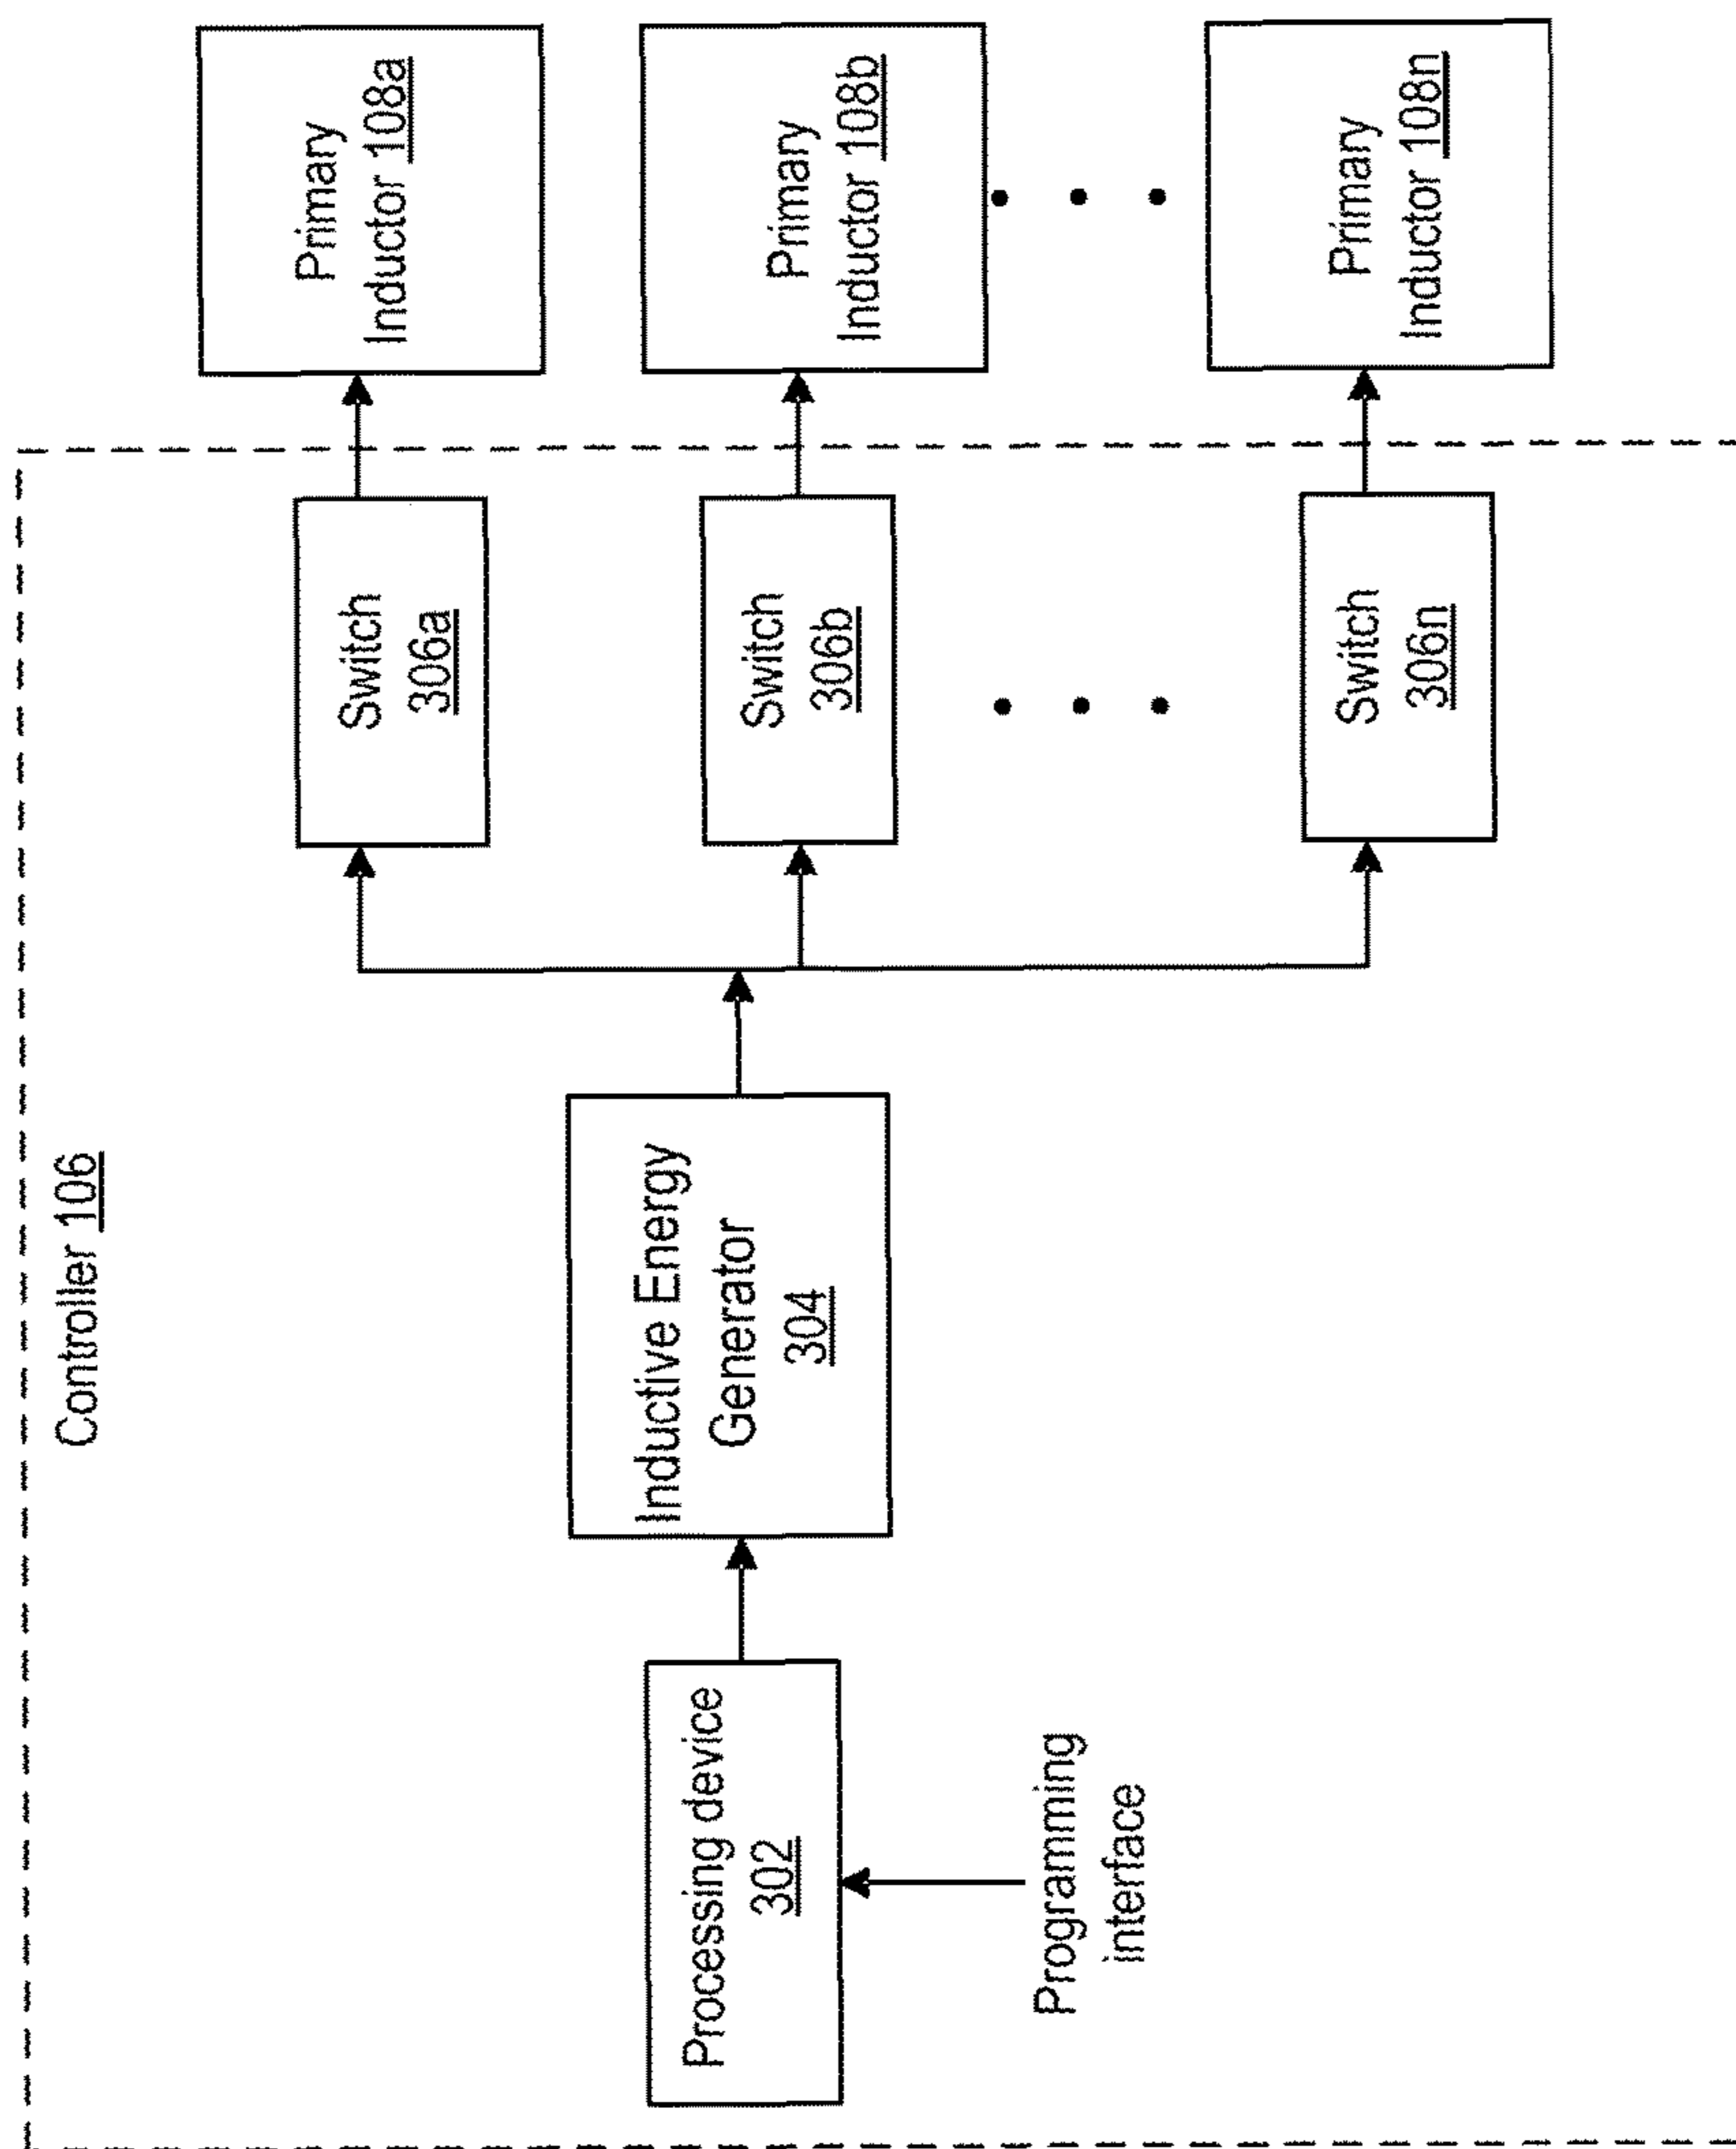 Controller 106
Processing device
302
Programming
interface
Inductive Energy
Generator
304
Switch
306a
Primary
Inductor 108a
Switch
306b
Primary
Inductor 108b
Switch
306n
Primary
Inductor 108n